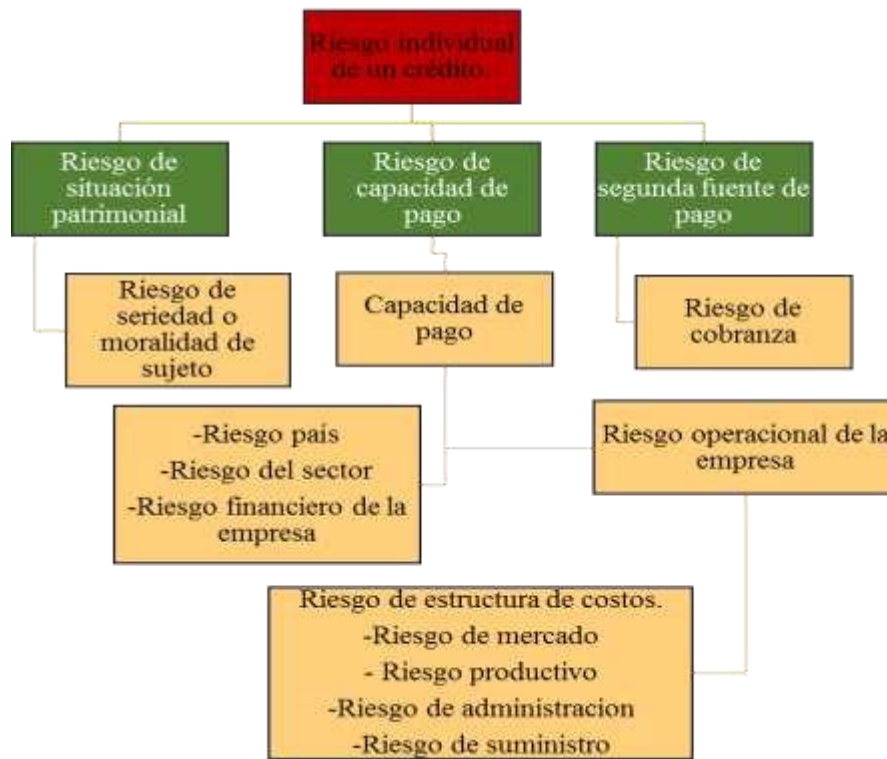 Riesgo individual
de un crédito.
Riesgo de
situación
patrimonial
Riesgo de
capacidad de
pago
Riesgo de
segunda fuente de
pago
Riesgo de
seriedad o
moralidad de
sujeto
Capacidad de
pago
Riesgo de
cobranza
-Riesgo país
-Riesgo del sector
-Riesgo financiero de la
empresa
Riesgo operacional de la
empresa
Riesgo de estructura de costos.
-Riesgo de mercado
- Riesgo productivo
-Riesgo de administracion
-Riesgo de suministro